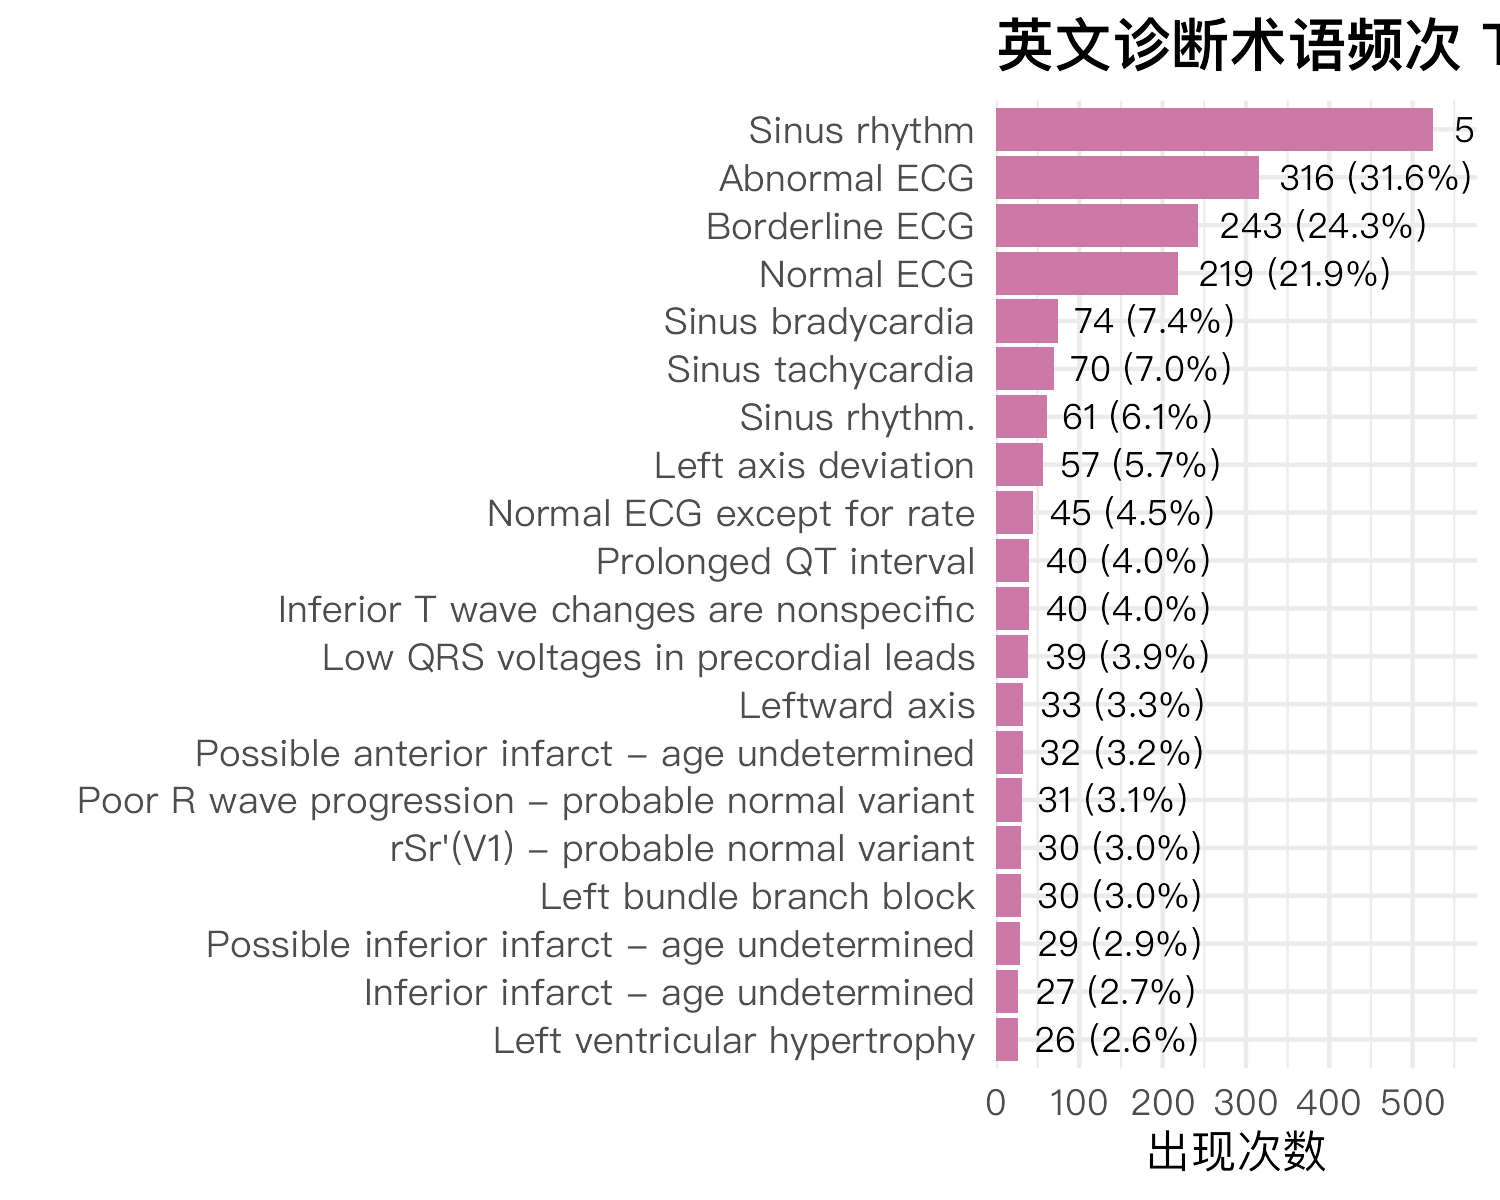 英文诊断术语频次 T
Sinus rhythm 5
Abnormal ECG 316 (31.6%)
Borderline ECG 243 (24.3%)
Normal ECG 219 (21.9%)
Sinus bradycardia 74 (7.4%)
Sinus tachycardia 70 (7.0%)
Sinus rhythm. 61 (6.1%)
Left axis deviation 57 (5.7%)
Normal ECG except for rate 45 (4.5%)
Prolonged QT interval 40 (4.0%)
Inferior T wave changes are nonspecific 40 (4.0%)
Low QRS voltages in precordial leads 39 (3.9%)
Leftward axis 33 (3.3%)
Possible anterior infarct – age undetermined 32 (3.2%)
Poor R wave progression – probable normal variant 31 (3.1%)
rSr'(V1) – probable normal variant 30 (3.0%)
Left bundle branch block 30 (3.0%)
Possible inferior infarct – age undetermined 29 (2.9%)
Inferior infarct – age undetermined 27 (2.7%)
Left ventricular hypertrophy 26 (2.6%)
0 100 200 300 400 500
出现次数